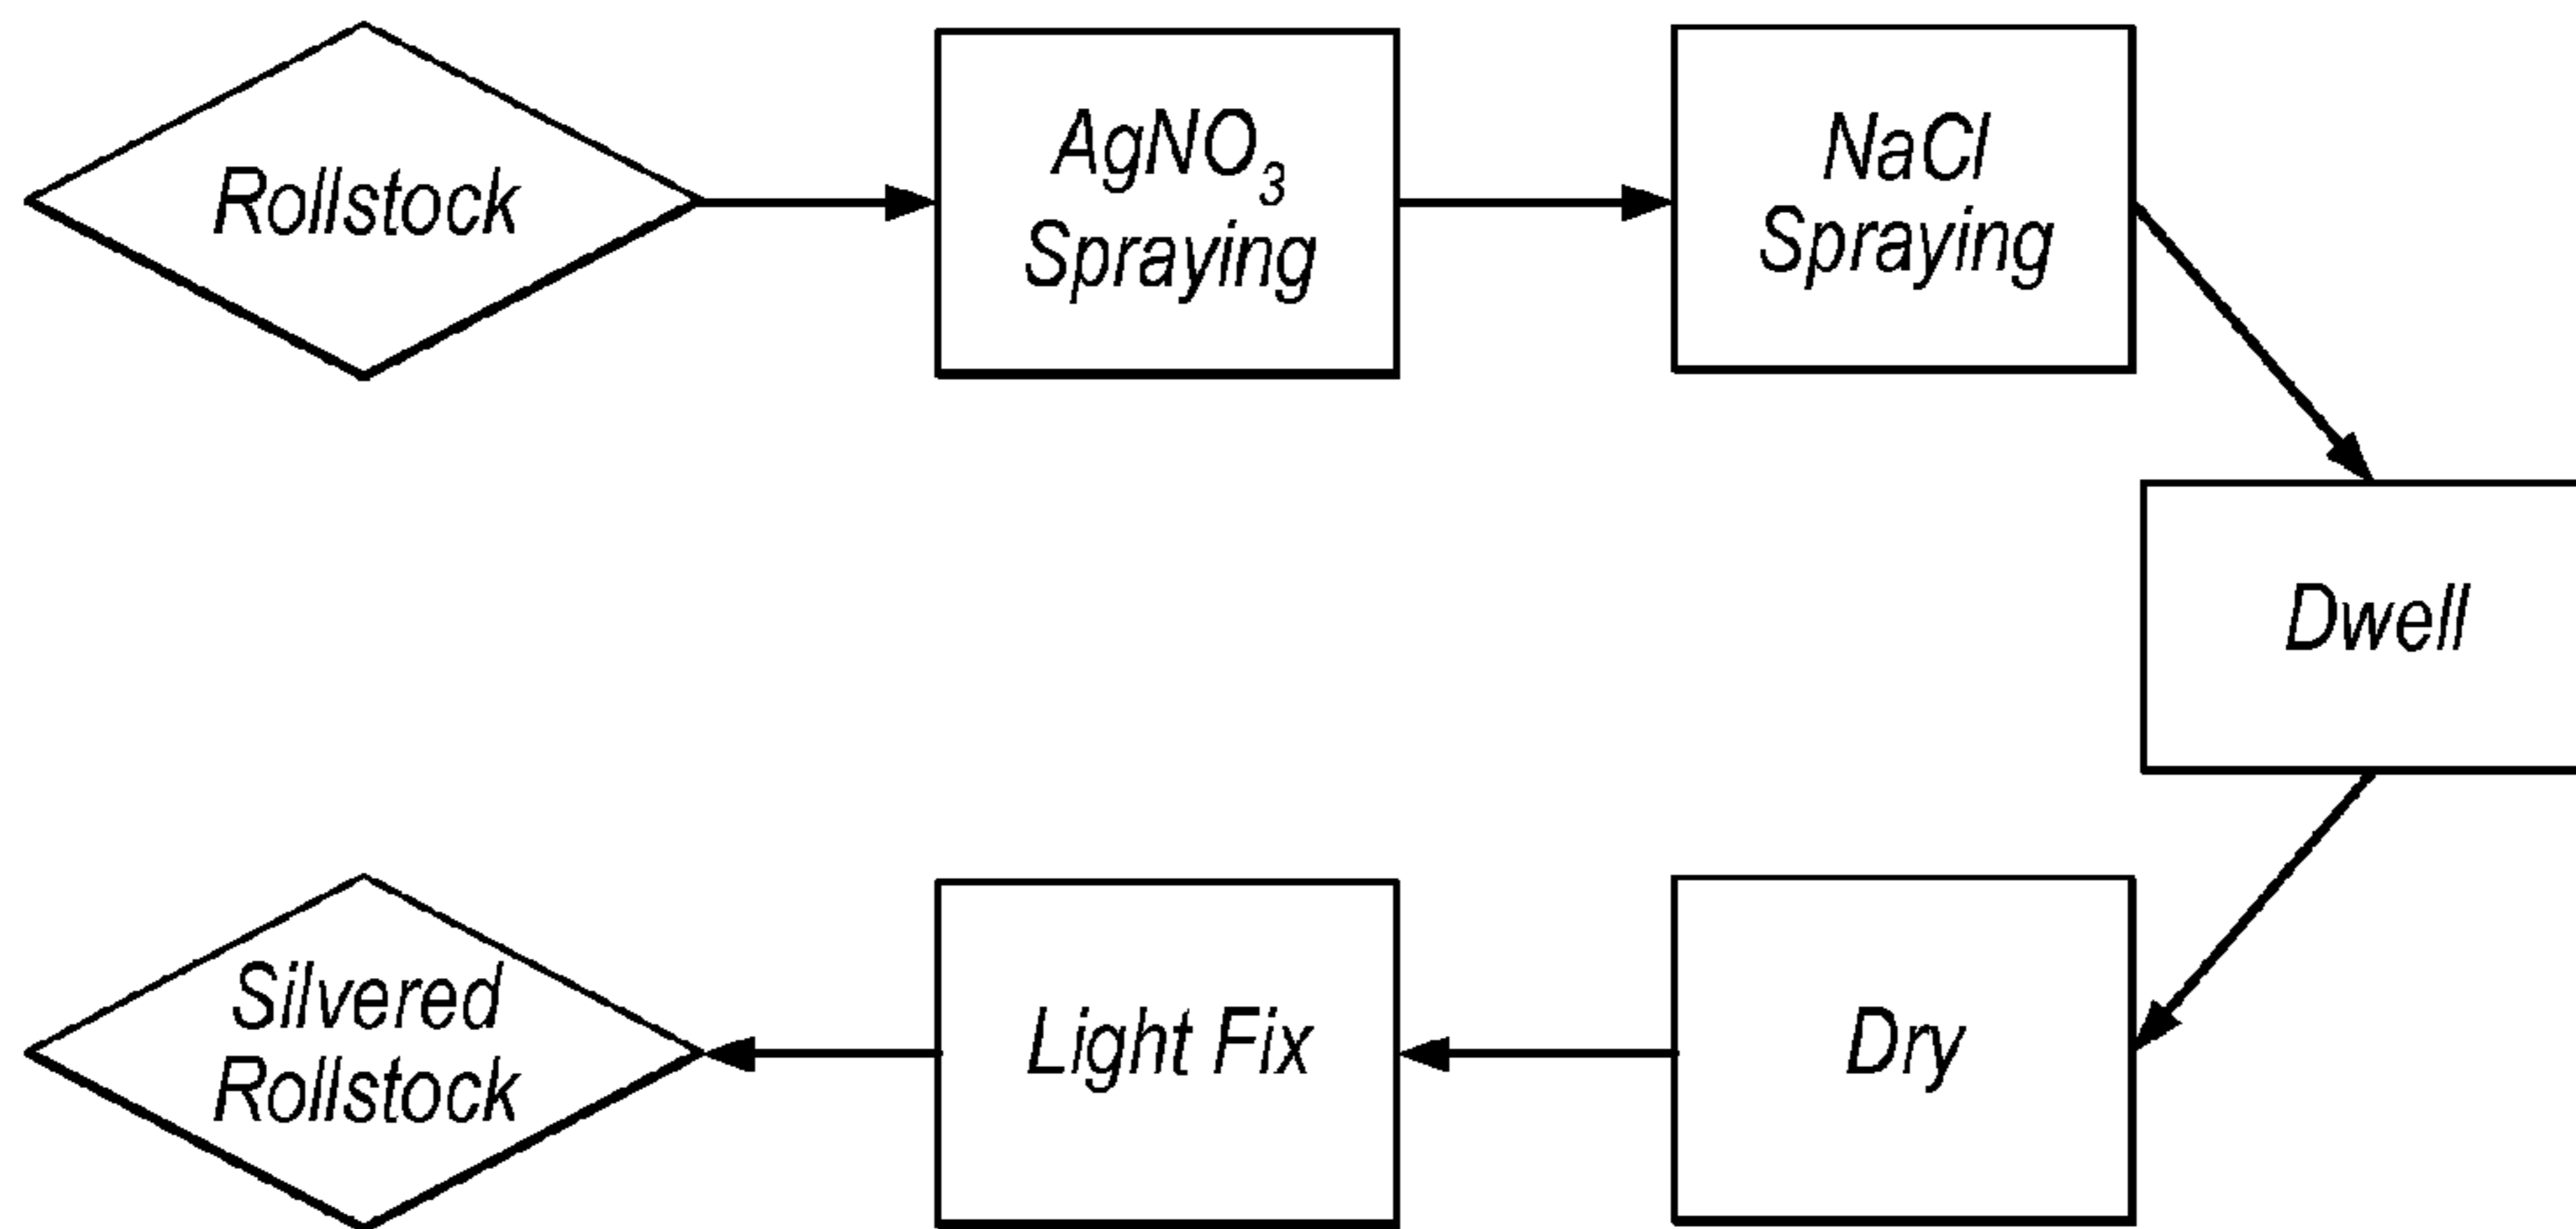 Rollstock
AgNO₃
Spraying
NaCl
Spraying
Dwell
Dry
Light Fix
Silvered
Rollstock